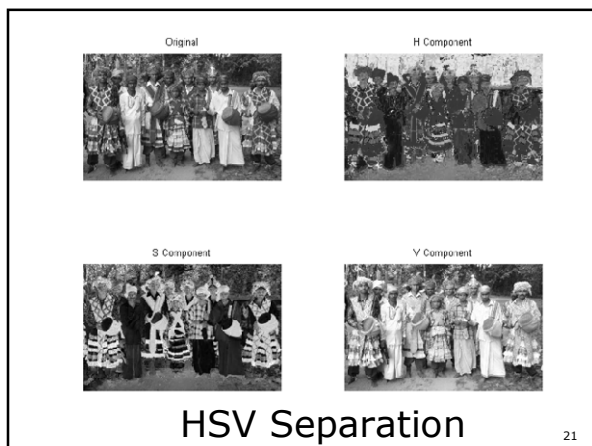 Original
H Component
S Component
V Component
HSV Separation
21